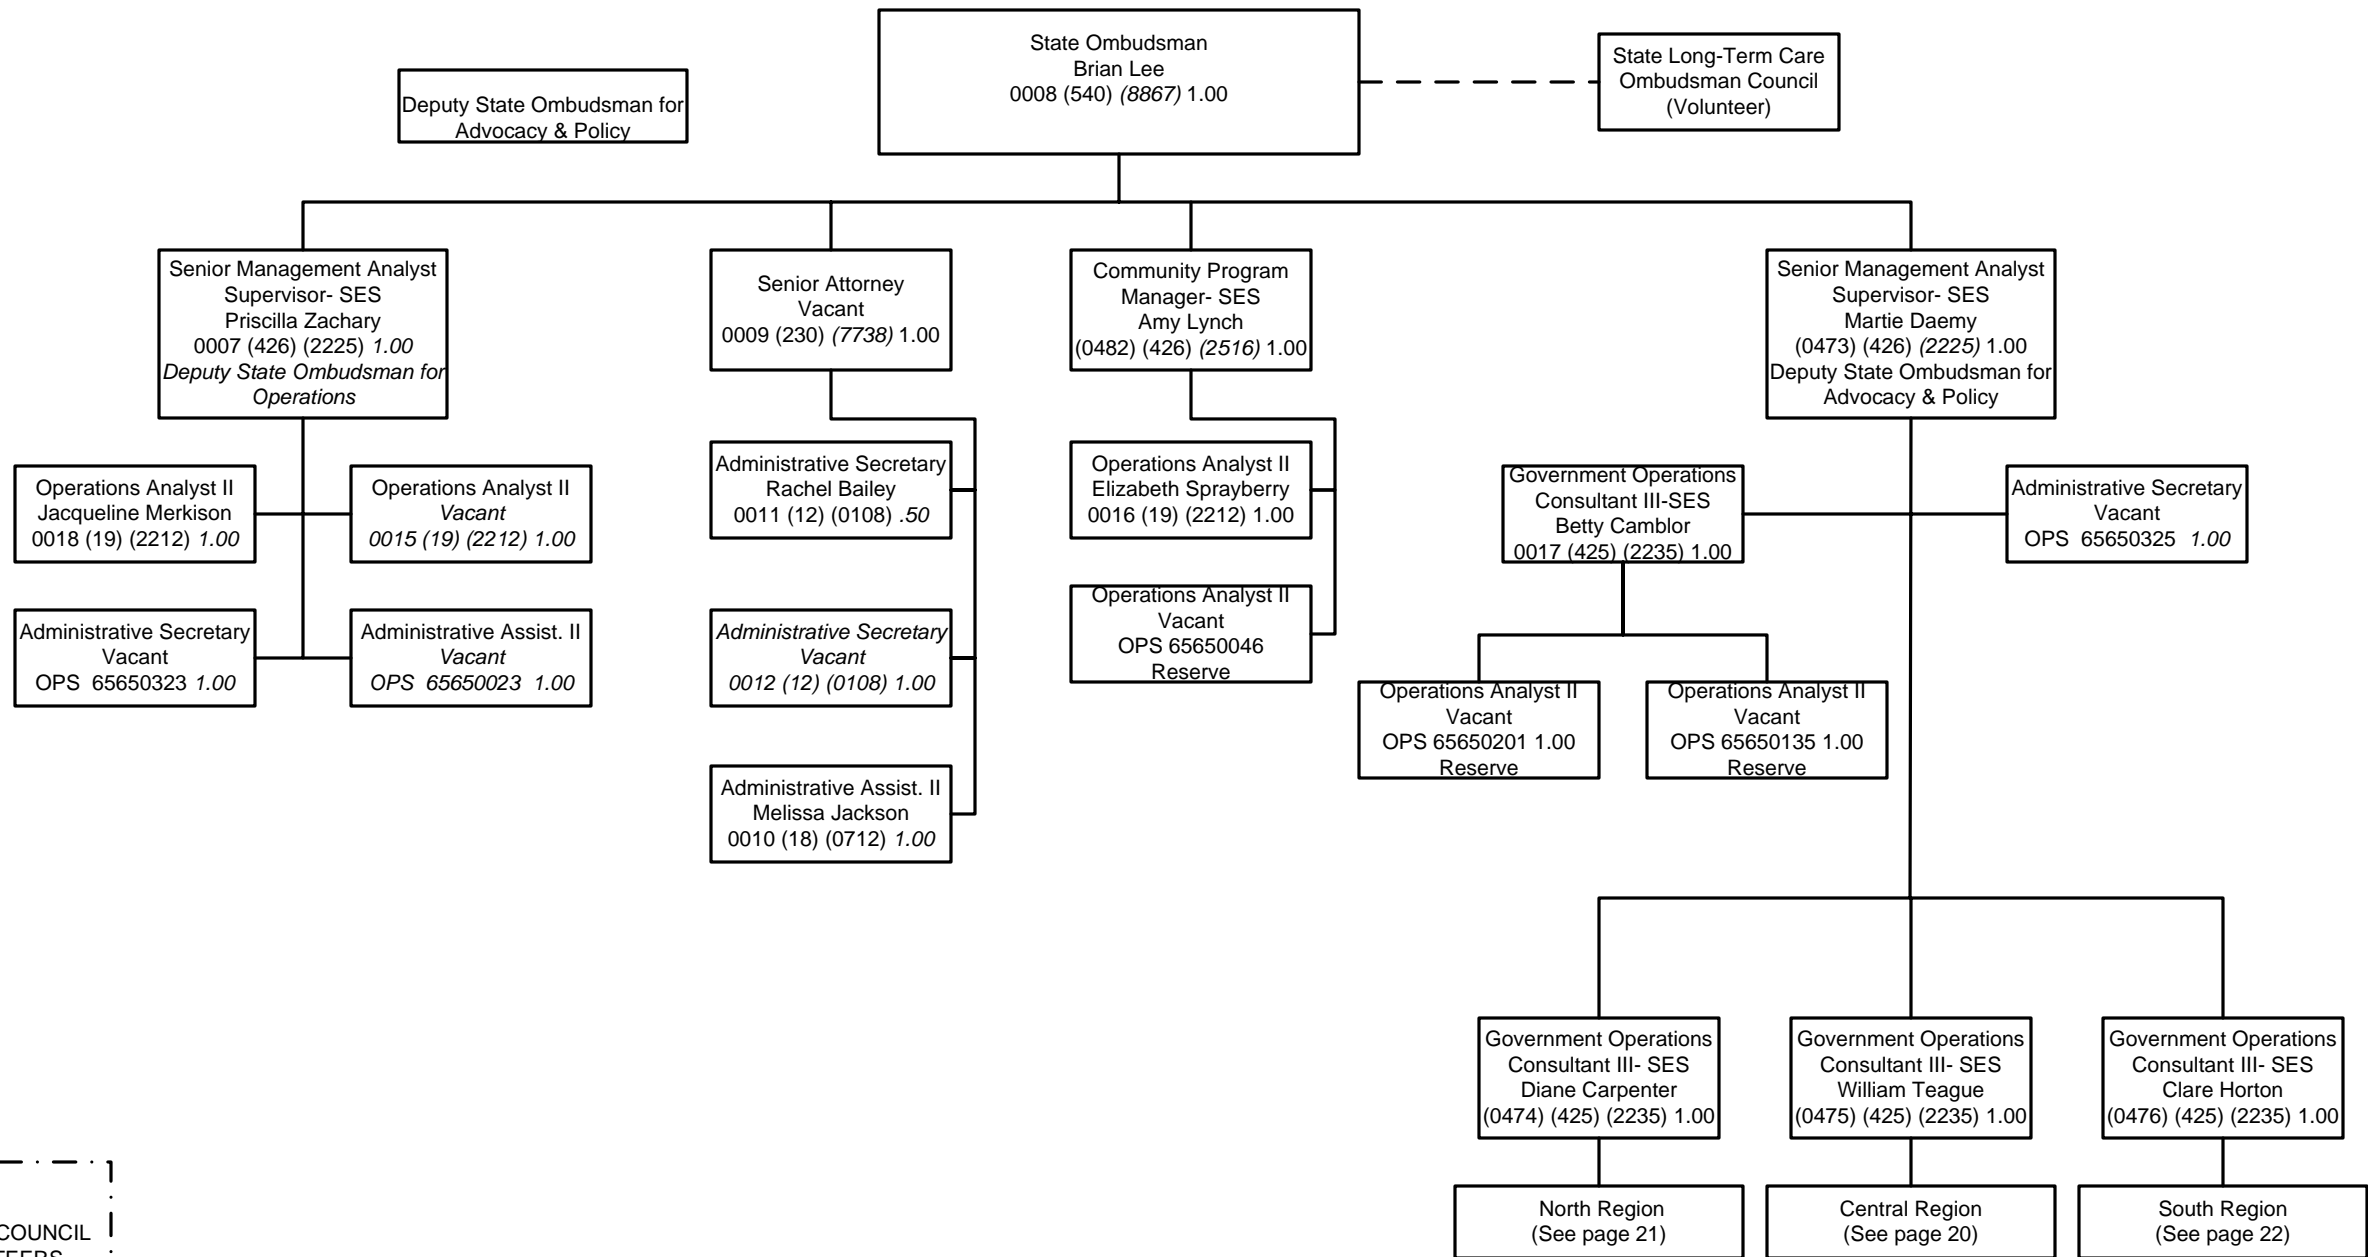 State Ombudsman
Brian Lee
0008 (540) (8867) 1.00
State Long-Term Care
Ombudsman Council
(Volunteer)
Deputy State Ombudsman for
Advocacy & Policy
Senior Management Analyst
Supervisor- SES
Priscilla Zachary
0007 (426) (2225) 1.00
Deputy State Ombudsman for
Operations
Senior Attorney
Vacant
0009 (230) (7738) 1.00
Community Program
Manager- SES
Amy Lynch
(0482) (426) (2516) 1.00
Senior Management Analyst
Supervisor- SES
Martie Daemy
(0473) (426) (2225) 1.00
Deputy State Ombudsman for
Advocacy & Policy
Operations Analyst II
Jacqueline Merkison
0018 (19) (2212) 1.00
Operations Analyst II
Vacant
0015 (19) (2212) 1.00
Administrative Secretary
Rachel Bailey
0011 (12) (0108) .50
Operations Analyst II
Elizabeth Sprayberry
0016 (19) (2212) 1.00
Government Operations
Consultant III-SES
Betty Camblor
0017 (425) (2235) 1.00
Administrative Secretary
Vacant
OPS 65650325 1.00
Administrative Secretary
Vacant
OPS 65650323 1.00
Administrative Assist. II
Vacant
OPS 65650023 1.00
Administrative Secretary
Vacant
0012 (12) (0108) 1.00
Operations Analyst II
Vacant
OPS 65650046
Reserve
Operations Analyst II
Vacant
OPS 65650201 1.00
Reserve
Operations Analyst II
Vacant
OPS 65650135 1.00
Reserve
Administrative Assist. II
Melissa Jackson
0010 (18) (0712) 1.00
Government Operations
Consultant III- SES
Diane Carpenter
(0474) (425) (2235) 1.00
Government Operations
Consultant III- SES
William Teague
(0475) (425) (2235) 1.00
Government Operations
Consultant III- SES
Clare Horton
(0476) (425) (2235) 1.00
North Region
(See page 21)
Central Region
(See page 20)
South Region
(See page 22)
COUNCIL